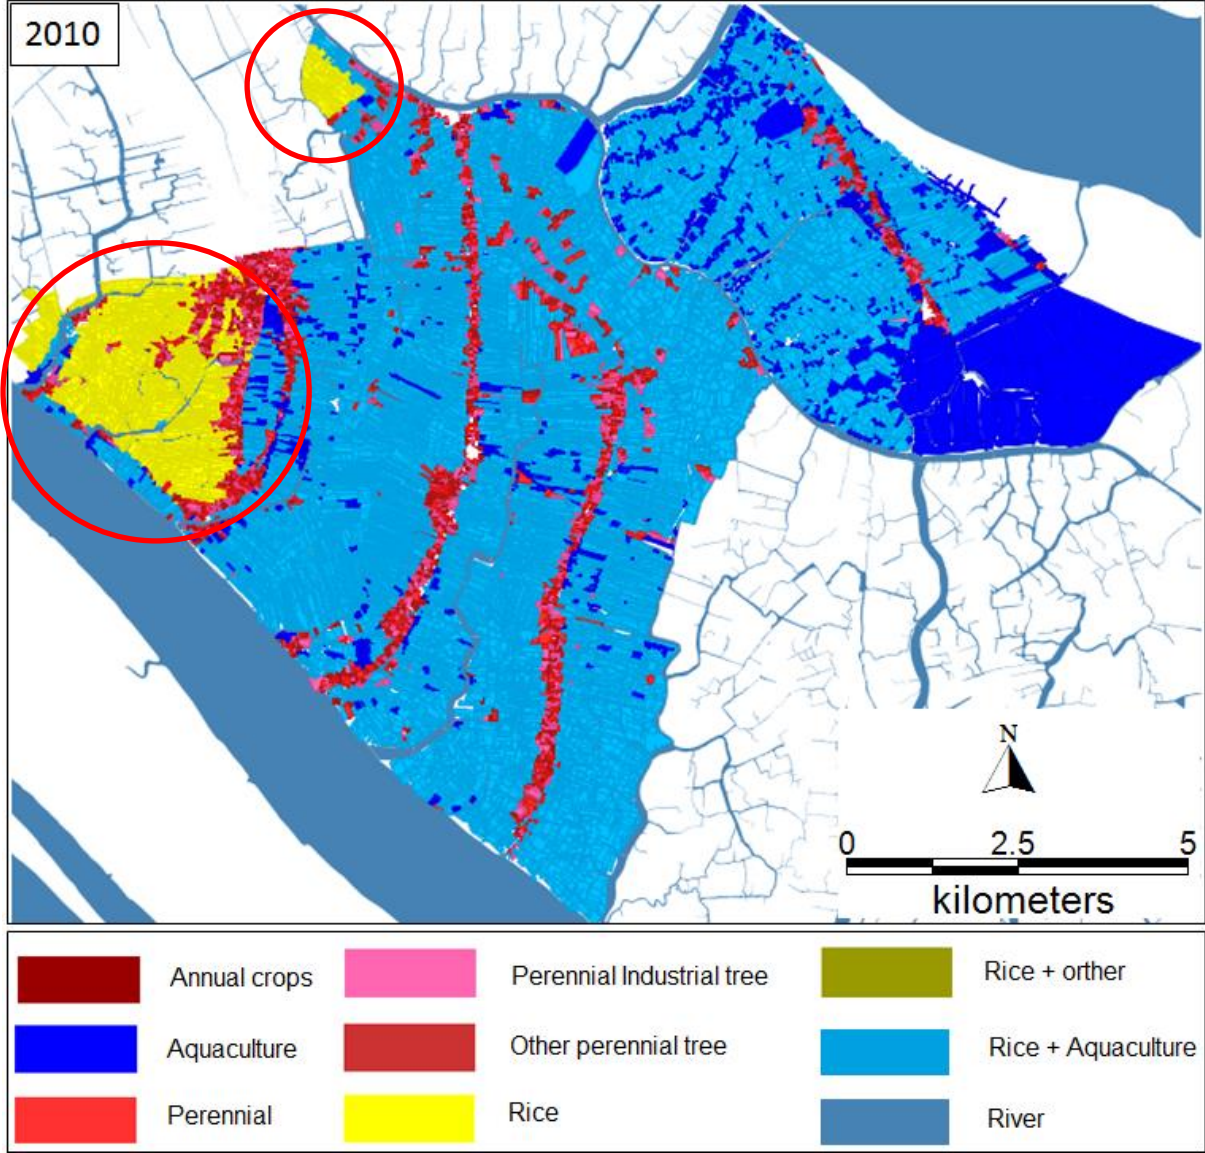 2010
N
0 2.5 5
kilometers
Annual crops Perennial Industrial tree Rice + orther
Aquaculture Other perennial tree Rice + Aquaculture
Perennial Rice River